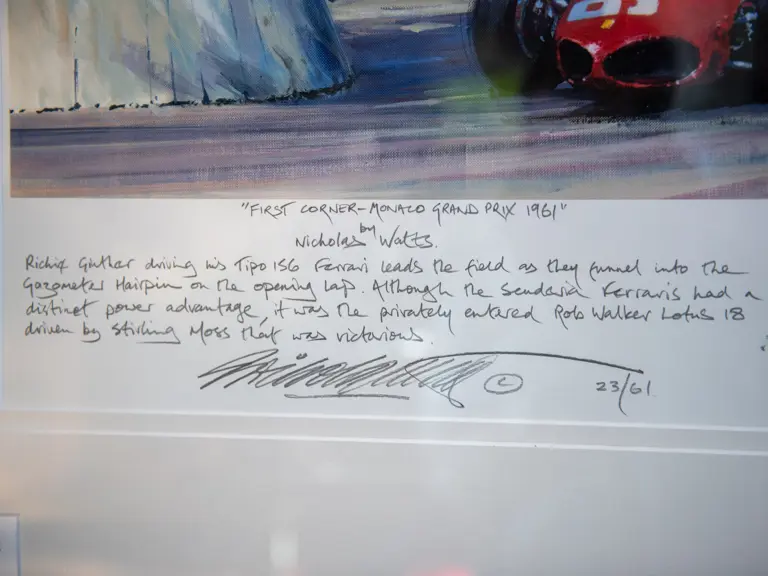 "FIRST CORNER-MONACO GRAND PRIX 1961"
by
Nicholas Watts.
Richie Ginther driving his Tipo 156 Ferrari leads the field as they funnel into the
Gazometer Hairpin on the opening lap. Although the Scuderia Ferraris had a
distinct power advantage, it was the privately entered Rob Walker Lotus 18
driven by Stirling Moss that was victorious.
©
23/61